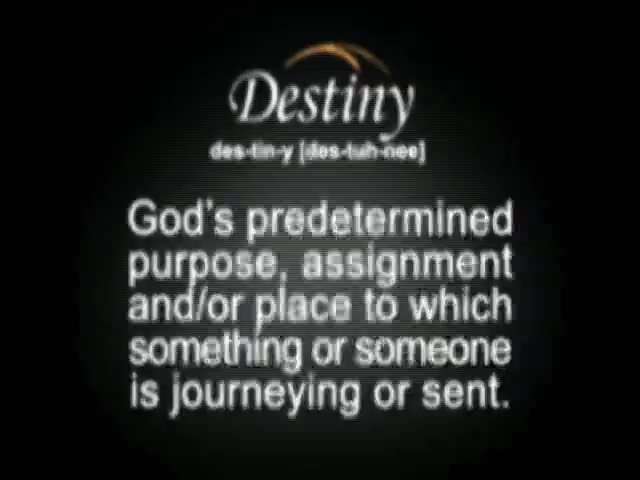 Destiny
des-tin-y [des-tuh-nee]
God's predetermined
purpose, assignment
and/or place to which
something or someone
is journeying or sent.